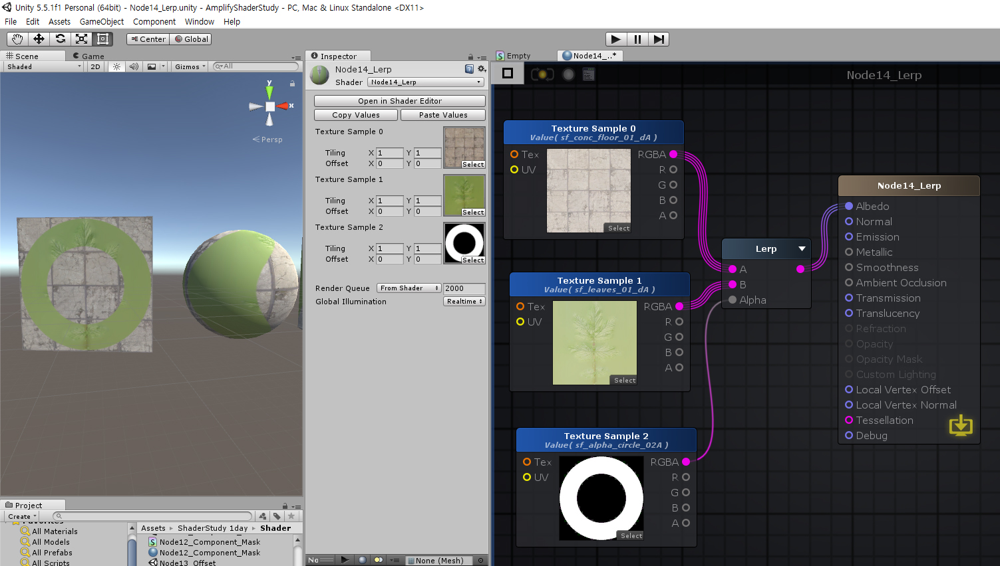 Unity 5.5.1f1 Personal (64bit) - Node14_Lerp.unity - AmplifyShaderStudy - PC, Mac & Linux Standalone <DX11>
File Edit Assets GameObject Component Window Help
Center Global
Scene Game
Shaded 2D Gizmos All
y
x
Persp
Inspector
Node14_Lerp
Shader Node14_Lerp
Open in Shader Editor
Copy Values Paste Values
Texture Sample 0
Tiling X 1 Y 1
Offset X 0 Y 0
Select
Texture Sample 1
Tiling X 1 Y 1
Offset X 0 Y 0
Select
Texture Sample 2
Tiling X 1 Y 1
Offset X 0 Y 0
Select
Render Queue From Shader 2000
Global Illumination Realtime
No
None (Mesh)
Project
Create
Favorites
All Materials
All Models
All Prefabs
All Scripts
Assets ▸ ShaderStudy 1day ▸ Shader
Node12_Component_Mask
Node12_Component_Mask
Node13_Offset
Empty Node14_..*
Node14_Lerp
Texture Sample 0
Value( sf_conc_floor_01_dA )
Tex RGBA
UV R
G
B
A
Select
Texture Sample 1
Value( sf_leaves_01_dA )
Tex RGBA
UV R
G
B
A
Select
Texture Sample 2
Value( sf_alpha_circle_02A )
Tex RGBA
UV R
G
B
A
Select
Lerp
A
B
Alpha
Node14_Lerp
Albedo
Normal
Emission
Metallic
Smoothness
Ambient Occlusion
Transmission
Translucency
Refraction
Opacity
Opacity Mask
Custom Lighting
Local Vertex Offset
Local Vertex Normal
Tessellation
Debug